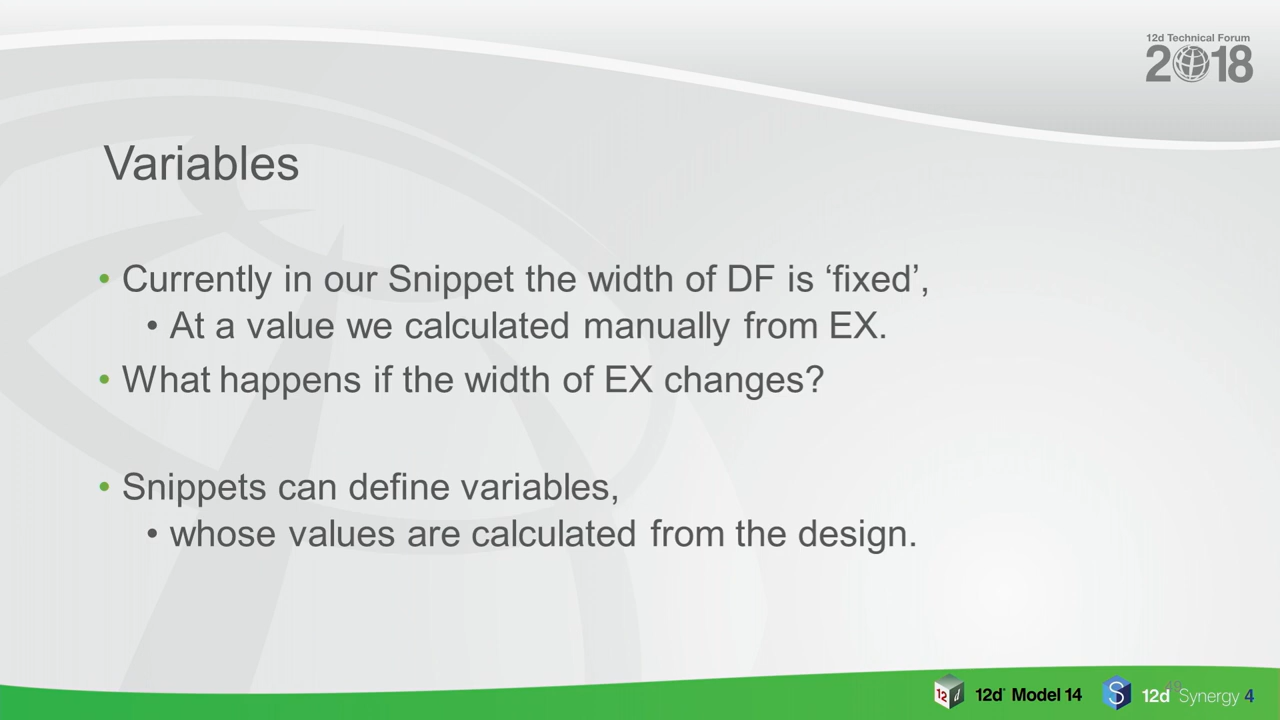 12d Technical Forum
2018
Variables
• Currently in our Snippet the width of DF is ‘fixed’,
• At a value we calculated manually from EX.
• What happens if the width of EX changes?
• Snippets can define variables,
• whose values are calculated from the design.
12 d 12d® Model 14 S 12d Synergy 4